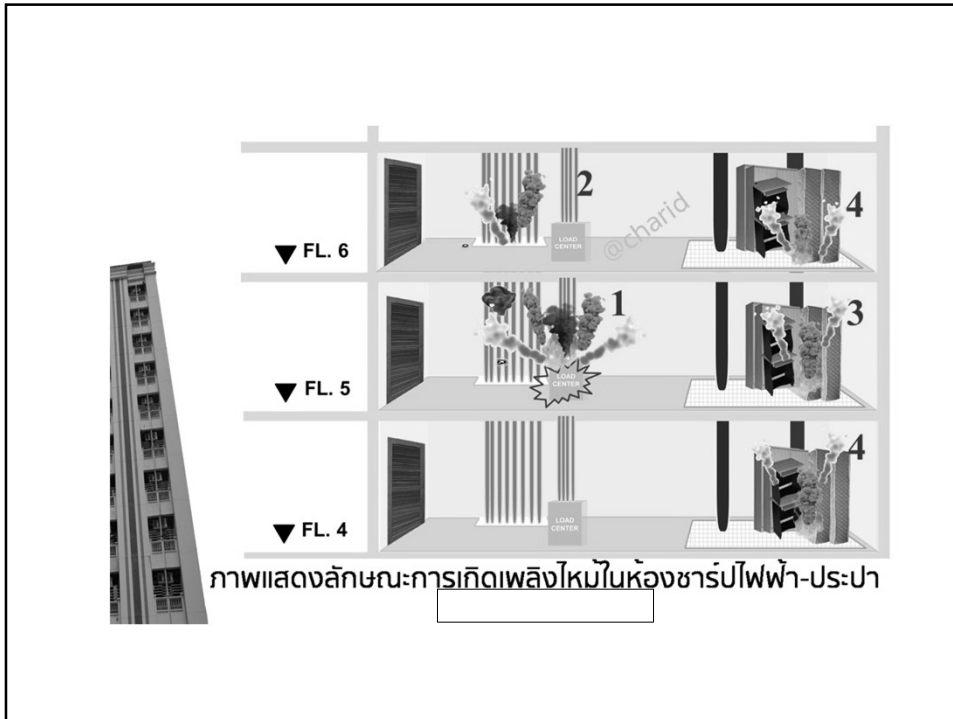 2
4
LOAD
CENTER
@charid
▼ FL. 6
1
3
LOAD
CENTER
▼ FL. 5
4
LOAD
CENTER
▼ FL. 4
ภาพแสดงลักษณะการเกิดเพลิงไหม้ในห้องชาร์ปไฟฟ้า-ประปา